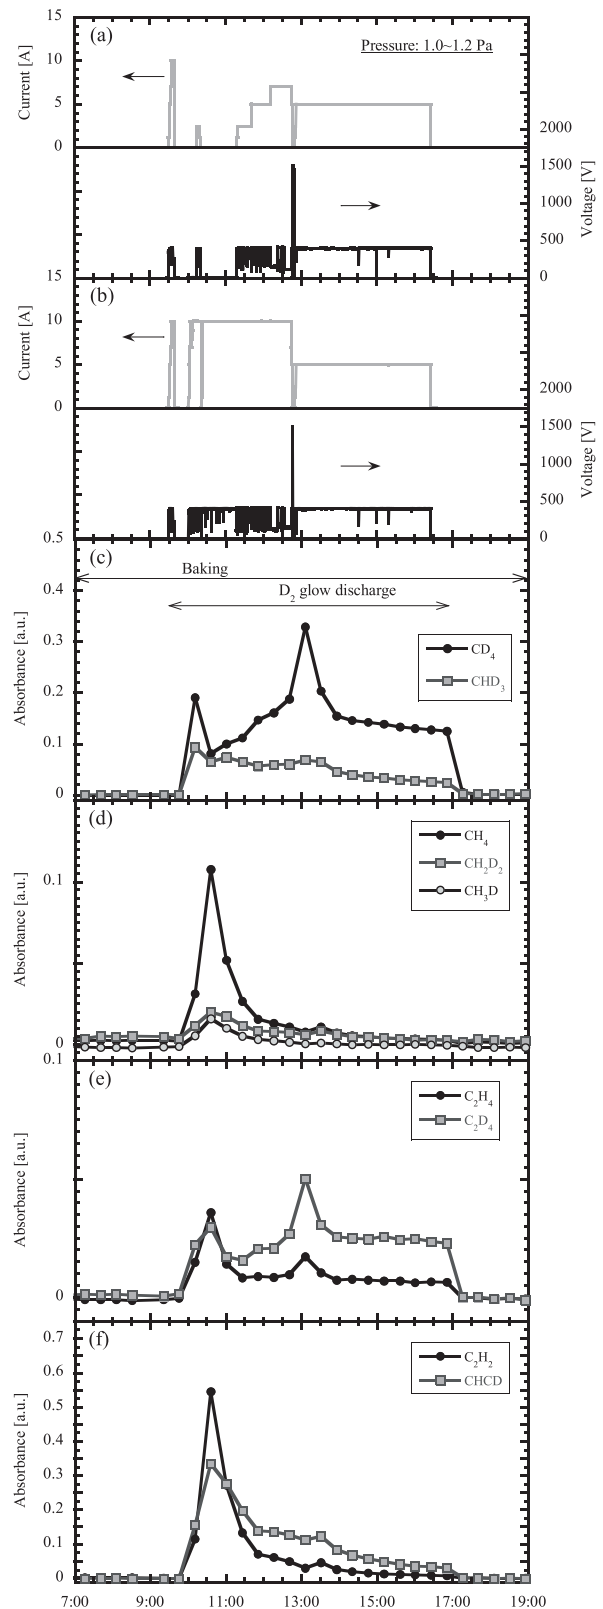 15
(a)
Pressure: 1.0~1.2 Pa
10
Current [A]
5
2000
0
1500
1000
Voltage [V]
500
0
15
(b)
10
Current [A]
5
2000
0
1500
1000
Voltage [V]
500
0
0.5
(c)
Baking
0.4
D2 glow discharge
0.3
CD4
CHD3
Absorbance [a.u.]
0.2
0.1
0
(d)
CH4
CH2D2
CH3D
0.1
Absorbance [a.u.]
0
0.1
(e)
C2H4
C2D4
Absorbance [a.u.]
0
(f)
0.7
C2H2
CHCD
0.6
0.5
Absorbance [a.u.]
0.4
0.3
0.2
0.1
0
7:00 9:00 11:00 13:00 15:00 17:00 19:00